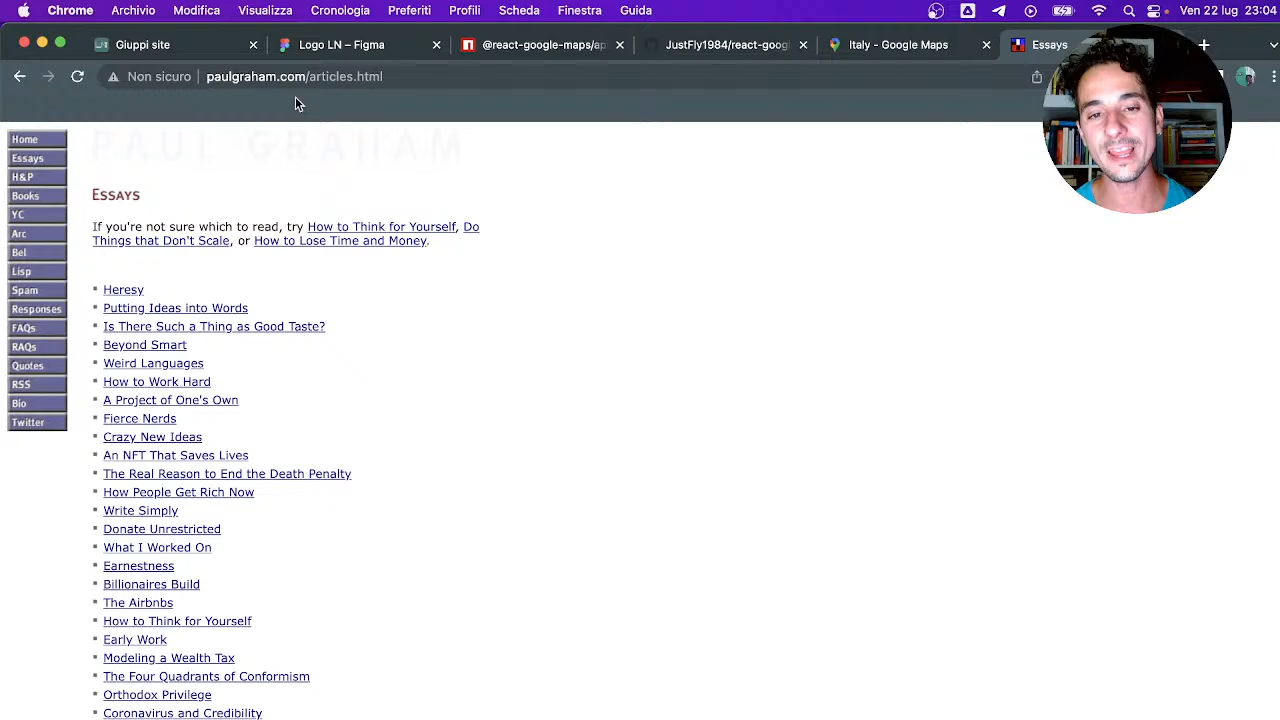 Chrome Archivio Modifica Visualizza Cronologia Preferiti Profili Scheda Finestra Guida Ven 22 lug 23:04
Giuppi site Logo LN – Figma @react-google-maps/ap JustFly1984/react-googl Italy - Google Maps Essays
Non sicuro paulgraham.com/articles.html
PAUL GRAHAM
Home
Essays
H&P
Books
YC
Arc
Bel
Lisp
Spam
Responses
FAQs
RAQs
Quotes
RSS
Bio
Twitter
Essays
If you're not sure which to read, try How to Think for Yourself, Do
Things that Don't Scale, or How to Lose Time and Money.
Heresy
Putting Ideas into Words
Is There Such a Thing as Good Taste?
Beyond Smart
Weird Languages
How to Work Hard
A Project of One's Own
Fierce Nerds
Crazy New Ideas
An NFT That Saves Lives
The Real Reason to End the Death Penalty
How People Get Rich Now
Write Simply
Donate Unrestricted
What I Worked On
Earnestness
Billionaires Build
The Airbnbs
How to Think for Yourself
Early Work
Modeling a Wealth Tax
The Four Quadrants of Conformism
Orthodox Privilege
Coronavirus and Credibility